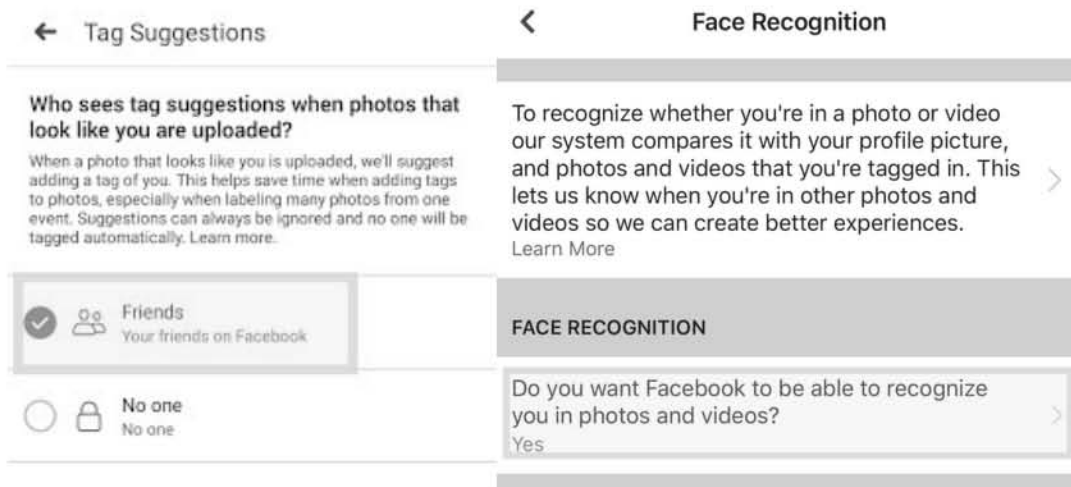 Tag Suggestions
Who sees tag suggestions when photos that
look like you are uploaded?
When a photo that looks like you is uploaded, we'll suggest
adding a tag of you. This helps save time when adding tags
to photos, especially when labeling many photos from one
event. Suggestions can always be ignored and no one will be
tagged automatically. Learn more.
Friends
Your friends on Facebook
No one
No one
Face Recognition
To recognize whether you're in a photo or video
our system compares it with your profile picture,
and photos and videos that you're tagged in. This
lets us know when you're in other photos and
videos so we can create better experiences.
Learn More
FACE RECOGNITION
Do you want Facebook to be able to recognize
you in photos and videos?
Yes